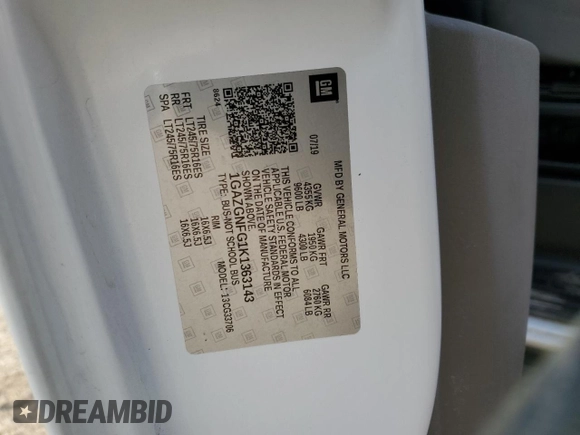 GM
MFD BY GENERAL MOTORS LLC
07/19
GVWR
4355 KG
9600 LB
GAWR FRT
1950 KG
4300 LB
GAWR RR
2760 KG
6084 LB
THIS VEHICLE CONFORMS TO ALL
APPLICABLE U.S. FEDERAL MOTOR
VEHICLE SAFETY STANDARDS IN EFFECT
ON THE DATE OF MANUFACTURE
SHOWN ABOVE.
1GAZGNFG1K1363143
TYPE: BUS-NOT SCHOOL BUS
MODEL: 13CG33706
8624
TIRE SIZE
RIM
FRT: LT245/75R16ES
16X6.5J
RR LT245/75R16ES
16X6.5J
SPA LT245/75R16ES
16X6.5J
DREAMBID